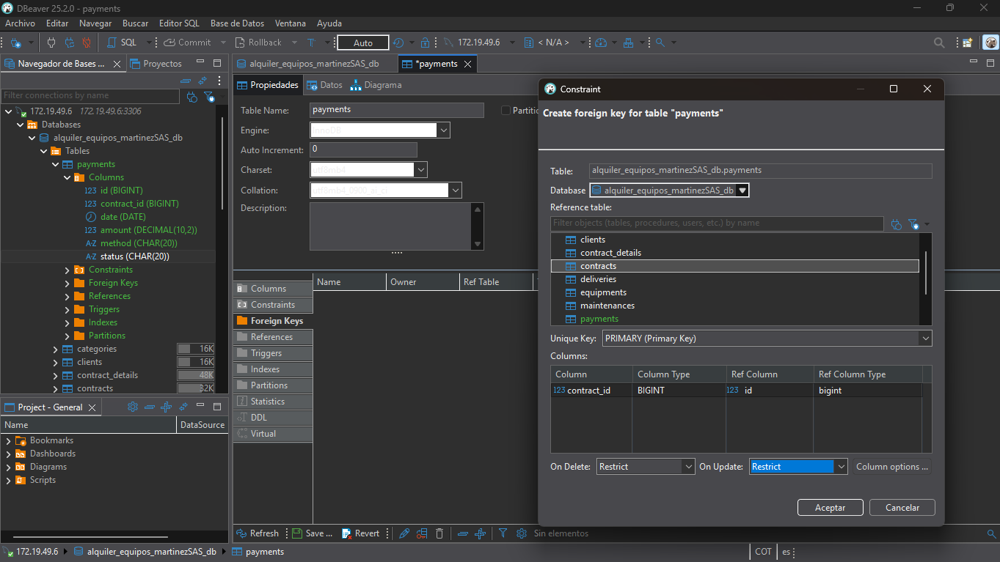 DBeaver 25.2.0 - payments
Archivo Editar Navegar Buscar Editor SQL Base de Datos Ventana Ayuda
SQL Commit Rollback T Auto 172.19.49.6 < N/A >
Navegador de Bases ... Proyectos
Filter connections by name
172.19.49.6 172.19.49.6:3306
Databases
alquiler_equipos_martinezSAS_db
Tables
payments
Columns
123 id (BIGINT)
123 contract_id (BIGINT)
date (DATE)
123 amount (DECIMAL(10,2))
A-Z method (CHAR(20))
A-Z status (CHAR(20))
Constraints
Foreign Keys
References
Triggers
Indexes
Partitions
categories 16K
clients 16K
contract_details 48K
contracts 32K
Project - General
Name DataSource
Bookmarks
Dashboards
Diagrams
Scripts
alquiler_equipos_martinezSAS_db *payments
Propiedades Datos Diagrama
Table Name: payments Partitio
Engine: InnoDB
Auto Increment: 0
Charset: utf8mb4
Collation: utf8mb4_0900_ai_ci
Description:
Columns
Constraints
Foreign Keys
References
Triggers
Indexes
Partitions
Statistics
DDL
Virtual
Name Owner Ref Table
Refresh Save ... Revert Sin elementos
Constraint
Create foreign key for table "payments"
Table: alquiler_equipos_martinezSAS_db.payments
Database alquiler_equipos_martinezSAS_db
Reference table:
Filter objects (tables, procedures, users, etc.) by name
clients
contract_details
contracts
deliveries
equipments
maintenances
payments
Unique Key: PRIMARY (Primary Key)
Columns:
Column Column Type Ref Column Ref Column Type
123 contract_id BIGINT 123 id bigint
On Delete: Restrict On Update: Restrict Column options ...
Aceptar Cancelar
172.19.49.6 alquiler_equipos_martinezSAS_db payments COT es